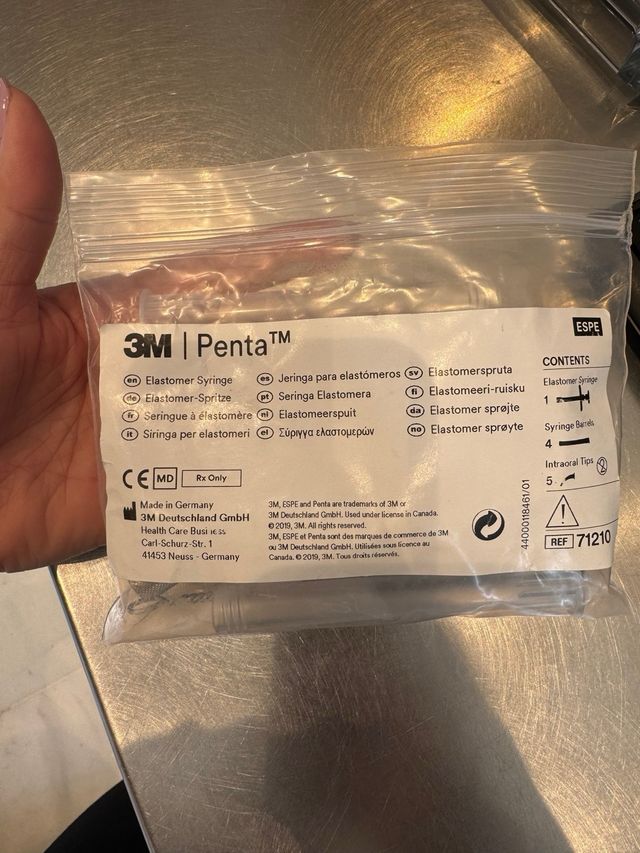 3M | Penta™
ESPE
en Elastomer Syringe
de Elastomer-Spritze
fr Seringue à élastomère
it Siringa per elastomeri
es Jeringa para elastómeros
pt Seringa Elastomera
nl Elastomeerspuit
el Σύριγγα ελαστομερών
sv Elastomerspruta
fi Elastomeeri-ruisku
da Elastomer sprøjte
no Elastomer sprøyte
CONTENTS
Elastomer Syringe
1
Syringe Barrels
4
Intraoral Tips
5
2
CE MD Rx Only
Made in Germany
3M Deutschland GmbH
Health Care Busi
Carl-Schurz-Str. 1
41453 Neuss - Germany
3M, ESPE and Penta are trademarks of 3M or
3M Deutschland GmbH. Used under license in Canada.
© 2019, 3M. All rights reserved.
3M, ESPE et Penta sont des marques de commerce de 3M
ou 3M Deutschland GmbH. Utilisées sous licence au
Canada. © 2019, 3M. Tous droits réservés.
44000118461/01
REF 71210